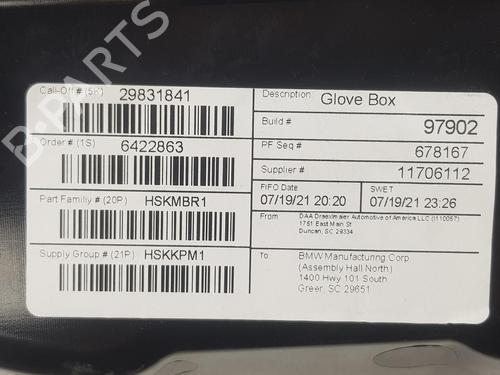 B-PARTS
Call-Off # (5K) 29831841
Description Glove Box
Build # 97902
Order # (1S) 6422863
PF Seq # 678167
Supplier # 11706112
Part Family # (20P) HSKMBR1
FIFO Date 07/19/21 20:20
SWET 07/19/21 23:26
From DAA Draexlmaier Automotive of America LLC (I110057)
1751 East Main St
Duncan, SC 29334
Supply Group # (21P) HSKKPM1
To BMW Manufacturing Corp
(Assembly Hall North)
1400 Hwy 101 South
Greer, SC 29651